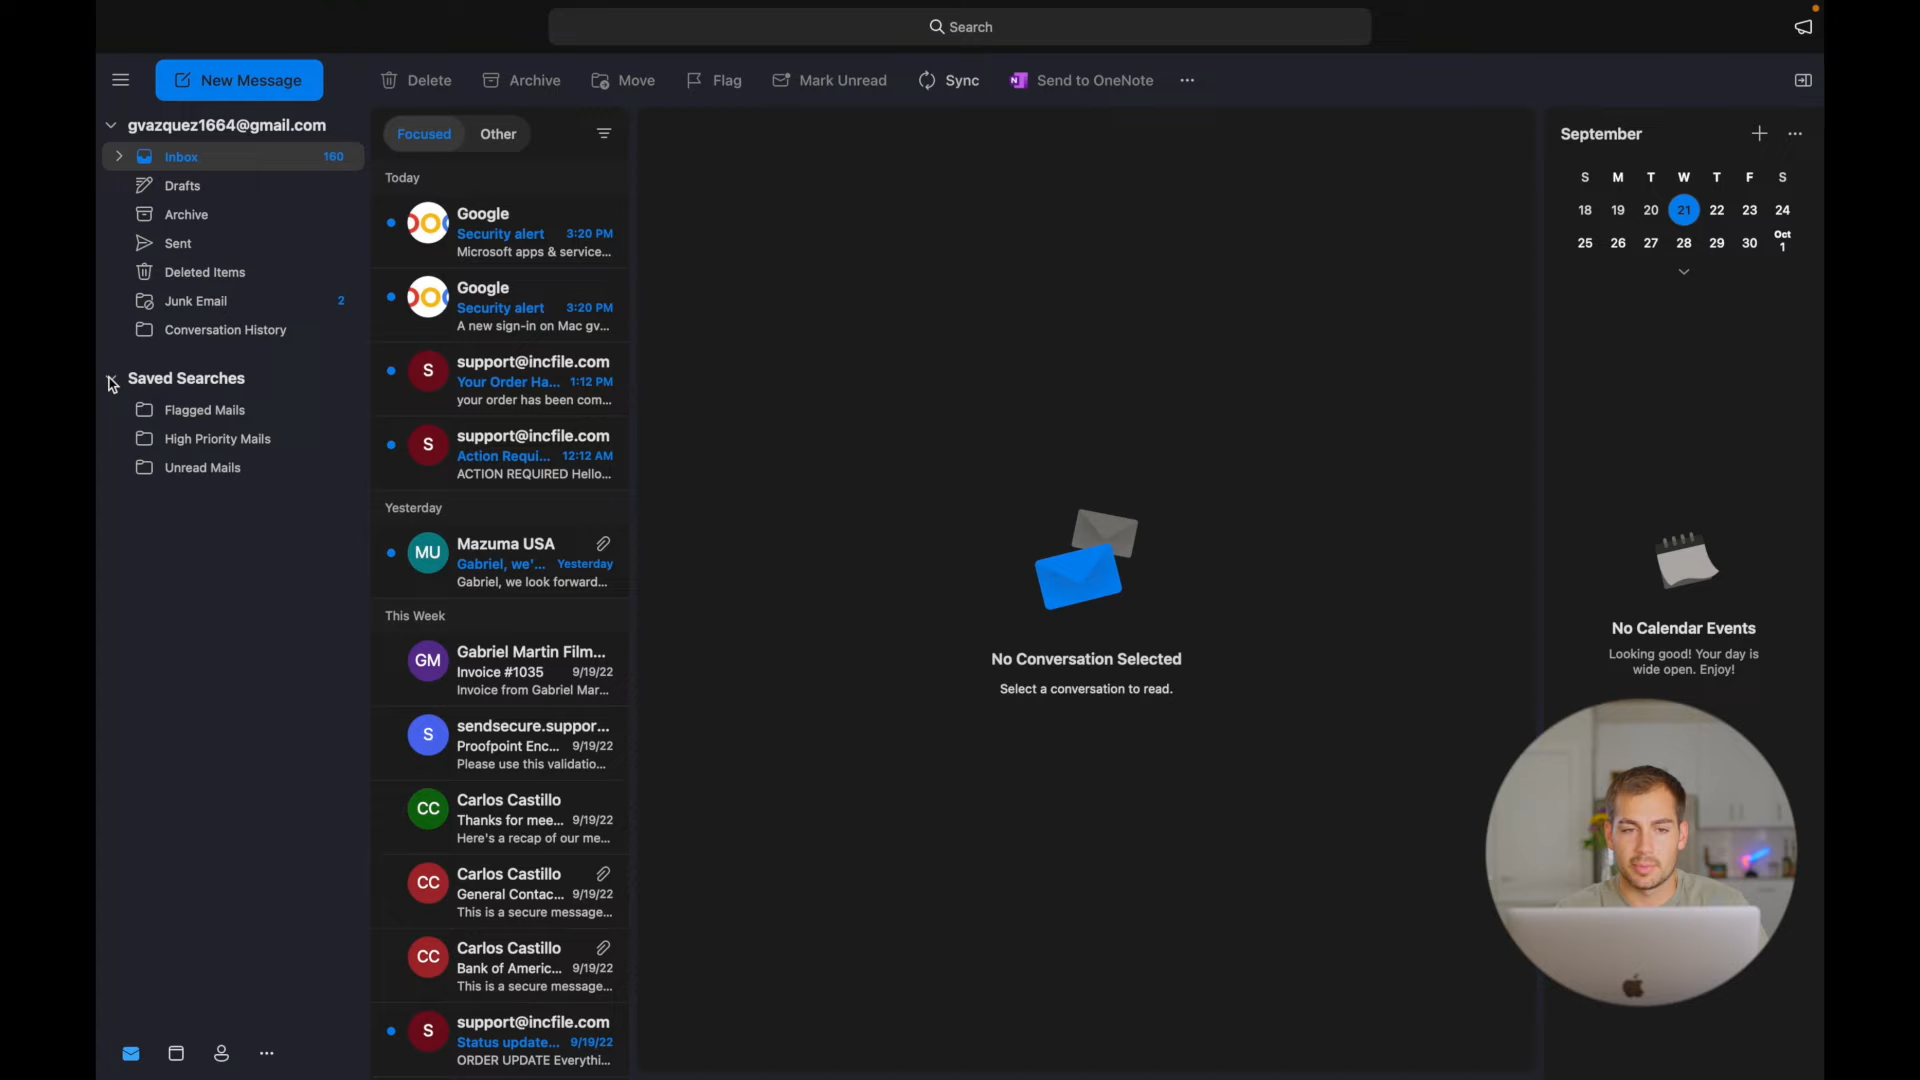 Search
New Message
Delete
Archive
Move
Flag
Mark Unread
Sync
Send to OneNote
gvazquez1664@gmail.com
Inbox 160
Drafts
Archive
Sent
Deleted Items
Junk Email 2
Conversation History
Saved Searches
Flagged Mails
High Priority Mails
Unread Mails
Focused Other
Today
Google
Security alert 3:20 PM
Microsoft apps & service...
Google
Security alert 3:20 PM
A new sign-in on Mac gv...
S
support@incfile.com
Your Order Ha... 1:12 PM
your order has been com...
S
support@incfile.com
Action Requi... 12:12 AM
ACTION REQUIRED Hello...
Yesterday
MU
Mazuma USA
Gabriel, we'... Yesterday
Gabriel, we look forward...
This Week
GM
Gabriel Martin Film...
Invoice #1035 9/19/22
Invoice from Gabriel Mar...
S
sendsecure.suppor...
Proofpoint Enc... 9/19/22
Please use this validatio...
CC
Carlos Castillo
Thanks for mee... 9/19/22
Here's a recap of our me...
CC
Carlos Castillo
General Contac... 9/19/22
This is a secure message...
CC
Carlos Castillo
Bank of Americ... 9/19/22
This is a secure message...
S
support@incfile.com
Status update... 9/19/22
ORDER UPDATE Everythi...
No Conversation Selected
Select a conversation to read.
September
S M T W T F S
18 19 20 21 22 23 24
25 26 27 28 29 30 Oct 1
No Calendar Events
Looking good! Your day is
wide open. Enjoy!